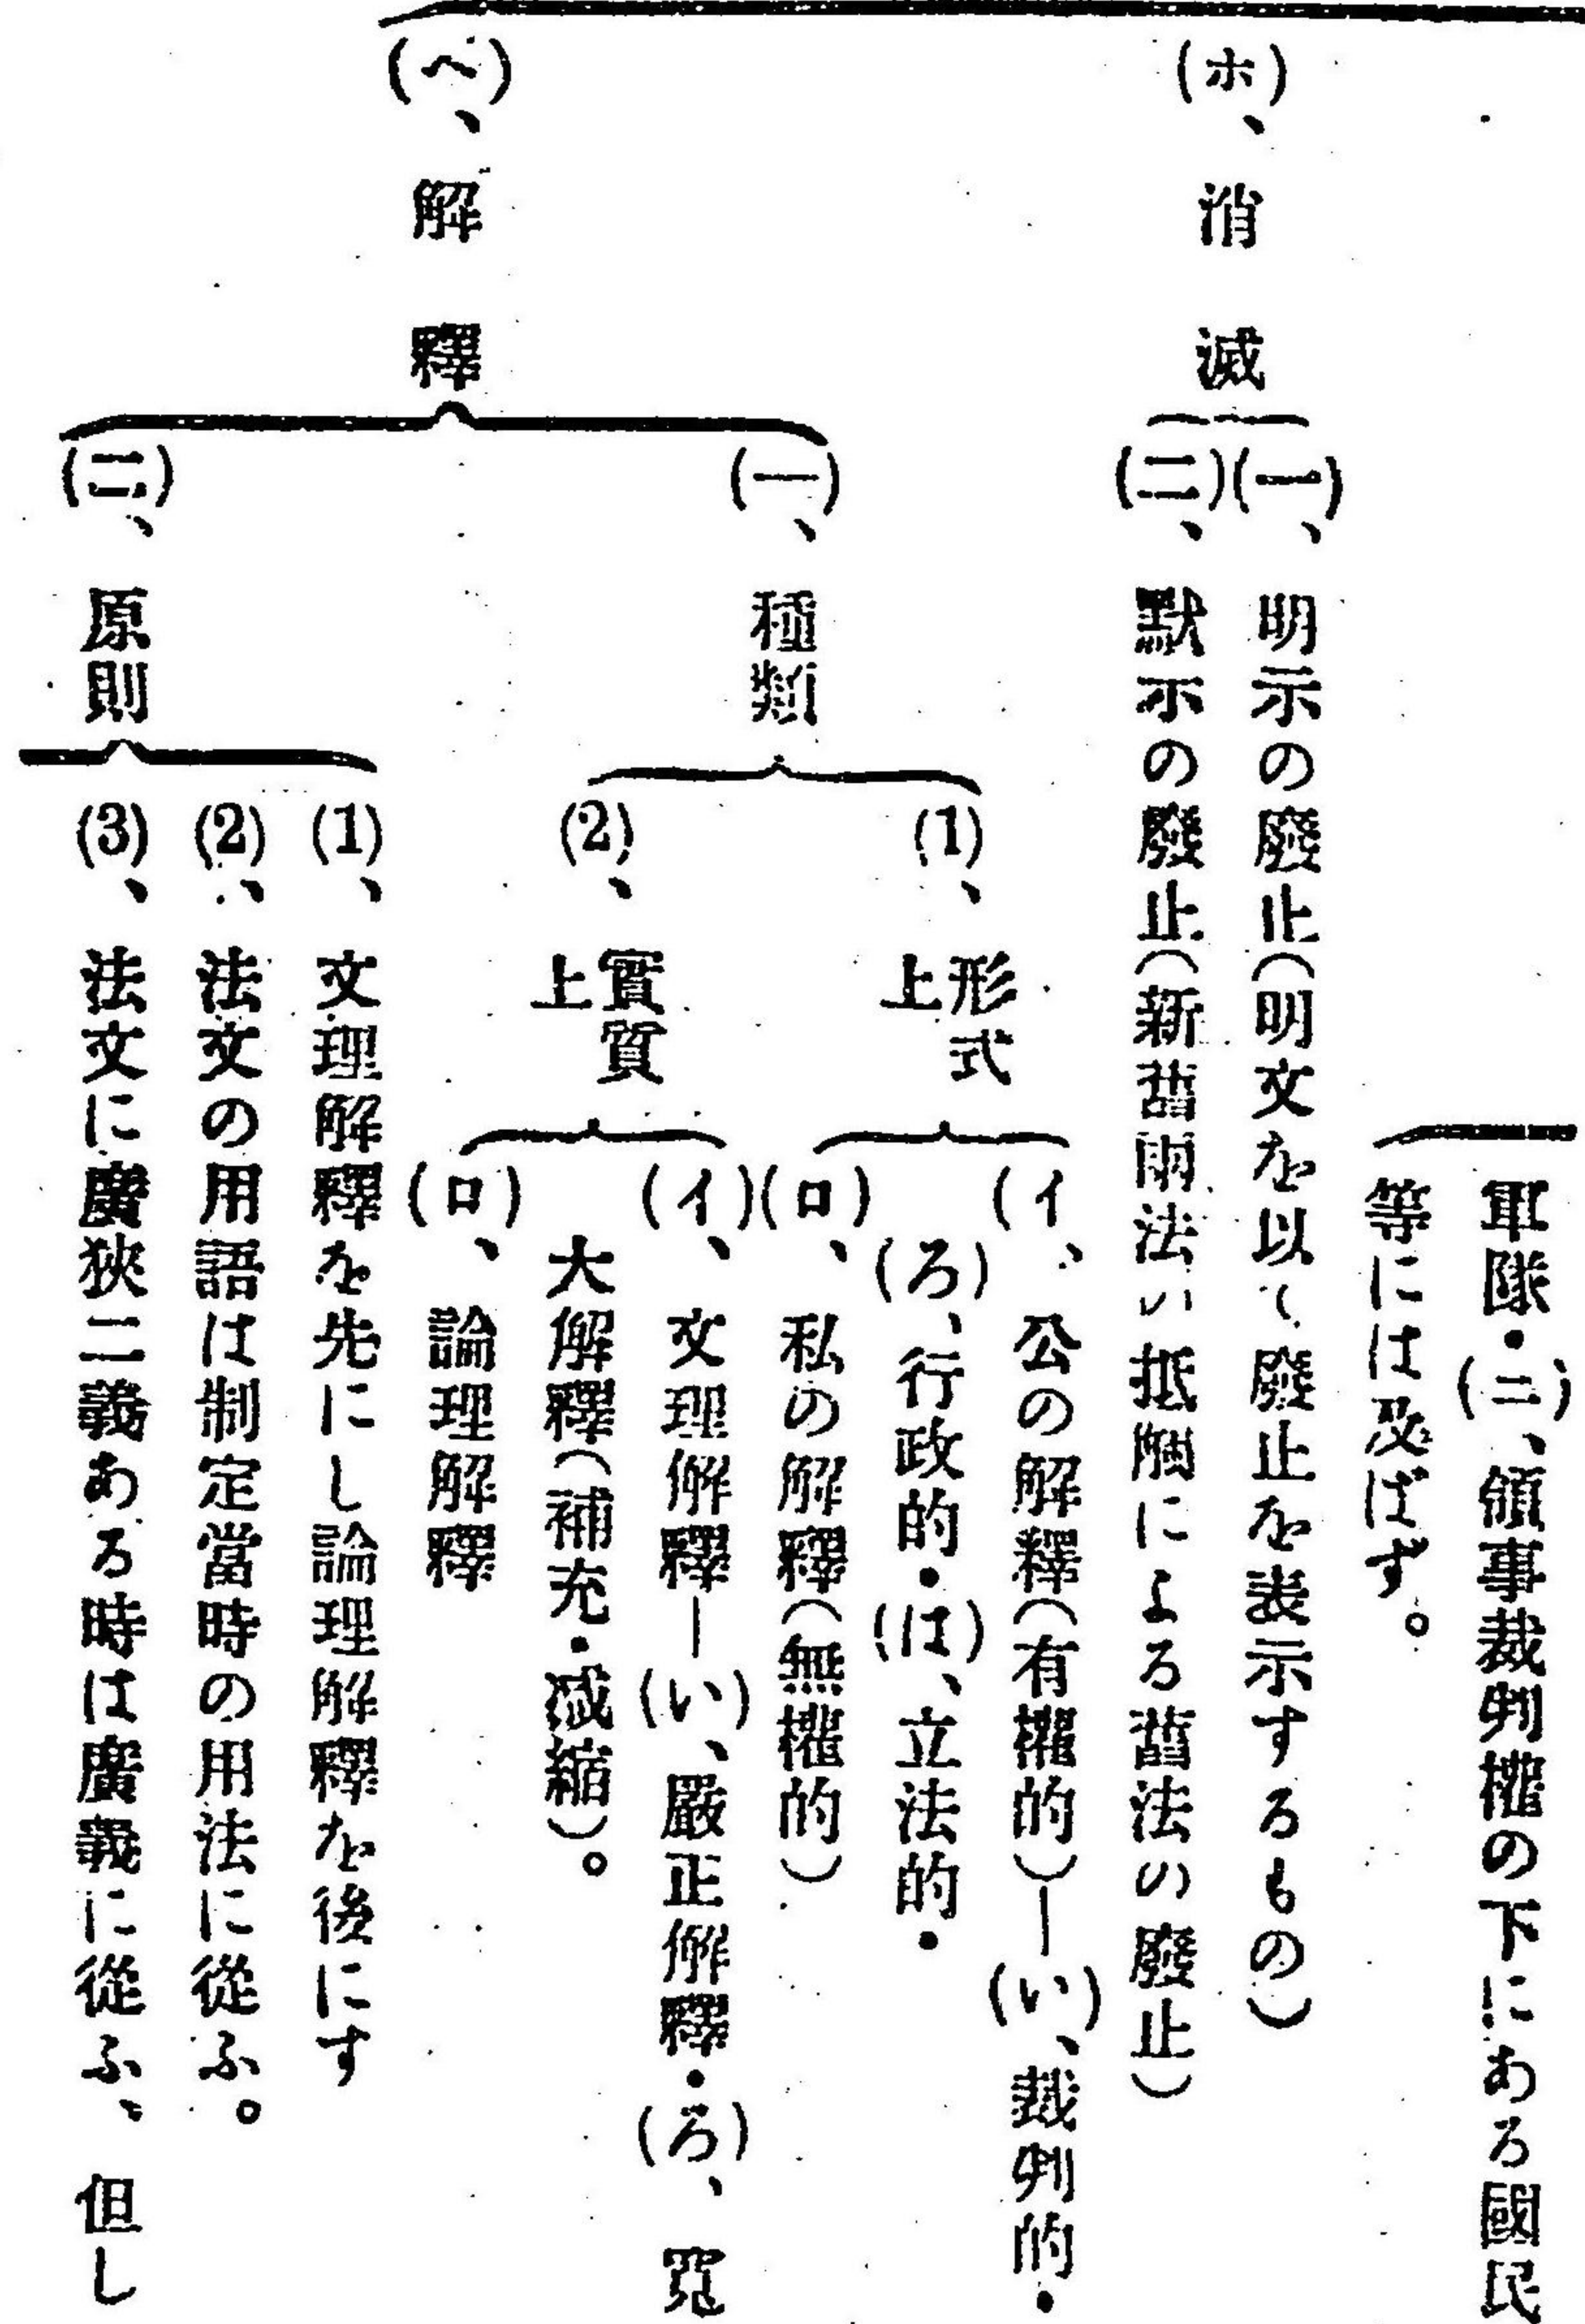 軍隊・(ニ)、領事裁判權の下にある國民
等には及ばず。
(ホ)、消滅
(一)、明示の廢止(明文を以て廢止を表示するもの)
(二)、默示の廢止(新舊兩法の抵觸による舊法の廢止)
(ヘ)、解釋
(一)、種類
(1)、形式上
(イ、公の解釋(有權的)―(い)、裁判的・
(ろ)、行政的・(は)、立法的・
(ロ)、私の解釋(無權的)
(2)、實質上
(イ)、文理解釋―(い)、嚴正解釋・(ろ)、寬
大解釋(補充・減縮)。
(ロ)、論理解釋
(二)、原則
(1)、文理解釋を先にし論理解釋を後にす
(2)、法文の用語は制定當時の用法に從ふ。
(3)、法文に廣狹二義ある時は廣義に從ふ、但し